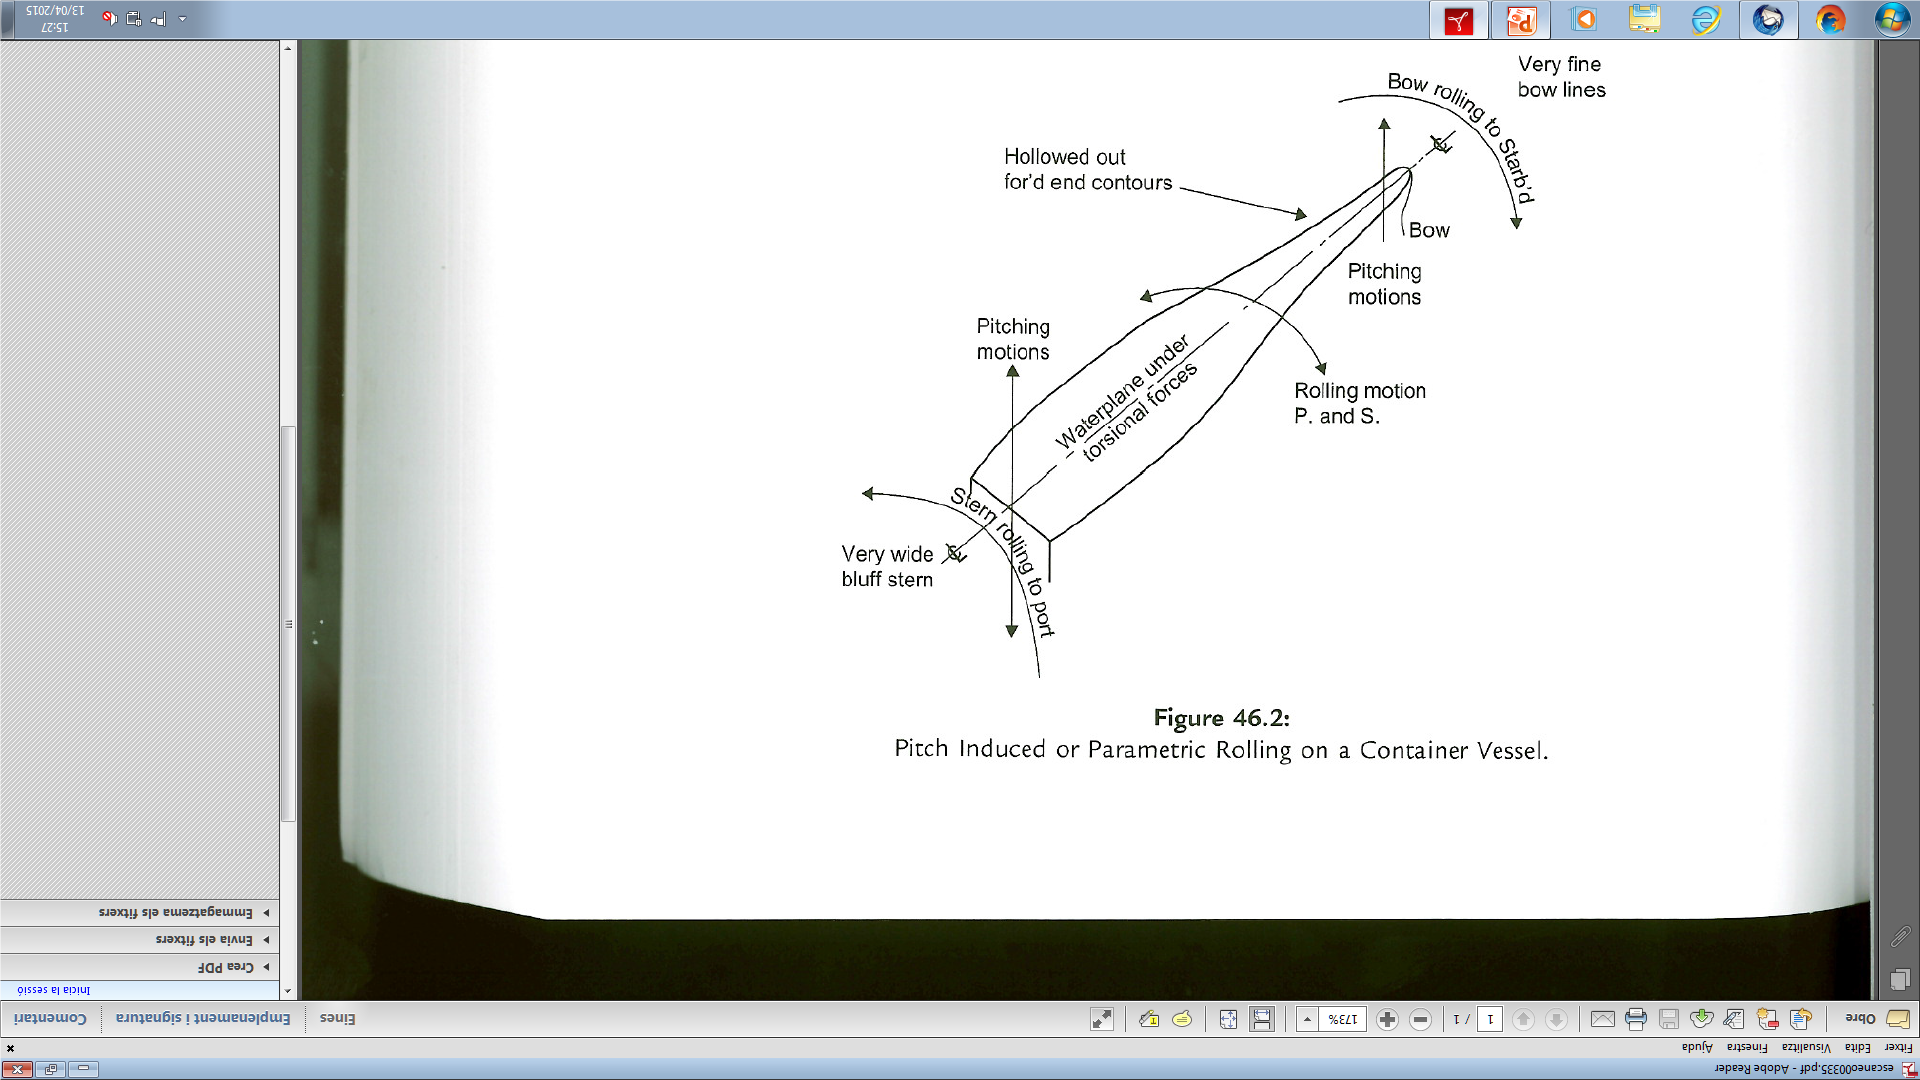 Very fine
bow lines
Bow rolling to Starb'd
Hollowed out
for'd end contours
Bow
Pitching
motions
Pitching
motions
Rolling motion
P. and S.
Waterplane under
torsional forces
Stern rolling to port
Very wide
bluff stern
Figure 46.2:
Pitch Induced or Parametric Rolling on a Container Vessel.
escaneo00335.pdf - Adobe Reader
Fitxer Edita Visualitza Finestra Ajuda
Obre
1 / 1
173%
Eines
Emplenament i signatura
Comentari
Inicia la sessió
Crea PDF
Envia els fitxers
Emmagatzema els fitxers
15:27
13/04/2015